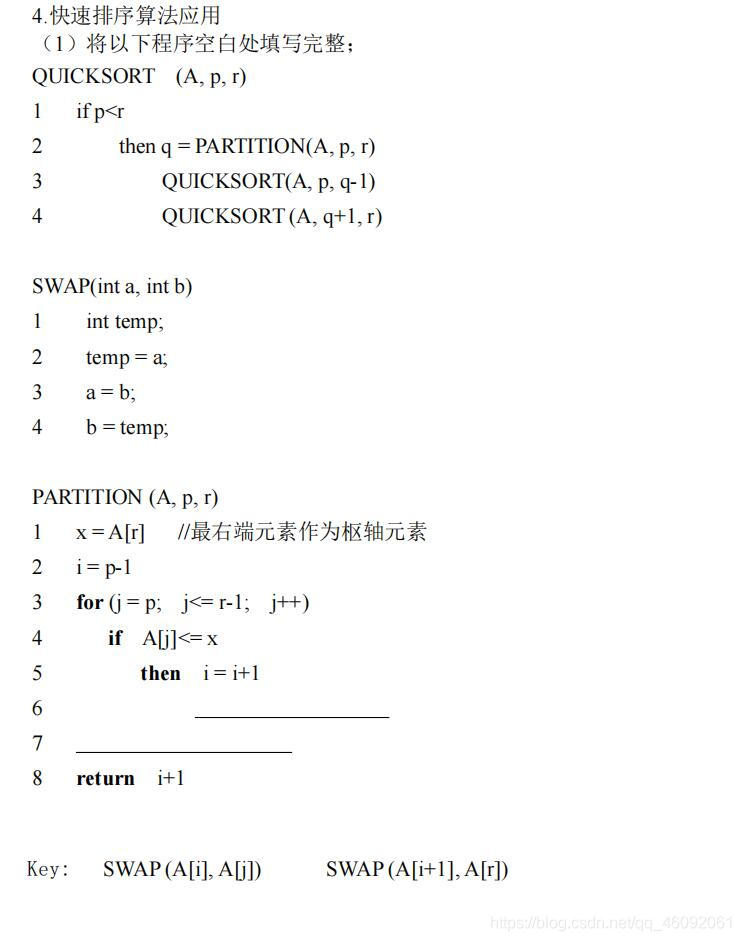 4.快速排序算法应用
（1）将以下程序空白处填写完整；
QUICKSORT (A, p, r)
1 if p<r
2 then q = PARTITION(A, p, r)
3 QUICKSORT(A, p, q-1)
4 QUICKSORT (A, q+1, r)
SWAP(int a, int b)
1 int temp;
2 temp = a;
3 a = b;
4 b = temp;
PARTITION (A, p, r)
1 x = A[r] //最右端元素作为枢轴元素
2 i = p-1
3 for (j = p; j<= r-1; j++)
4 if A[j]<= x
5 then i = i+1
6 ________________
7 ________________
8 return i+1
Key: SWAP (A[i], A[j]) SWAP (A[i+1], A[r])
https://blog.csdn.net/qq_46092061